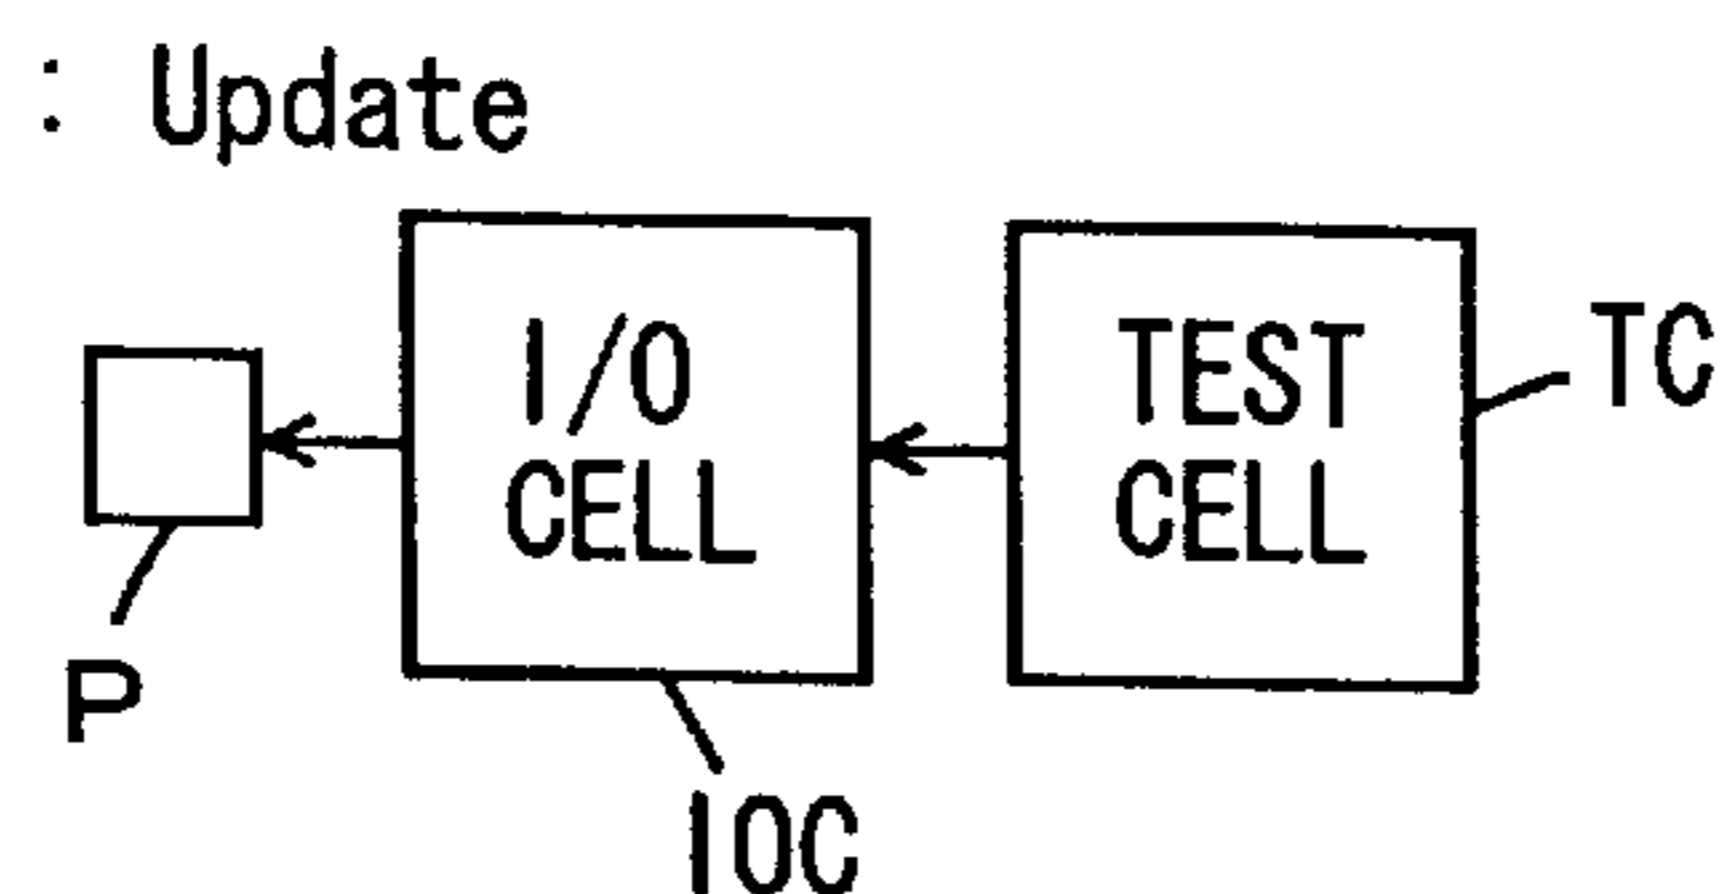 : Update
I/O
CELL
TEST
CELL
TC
P
IOC